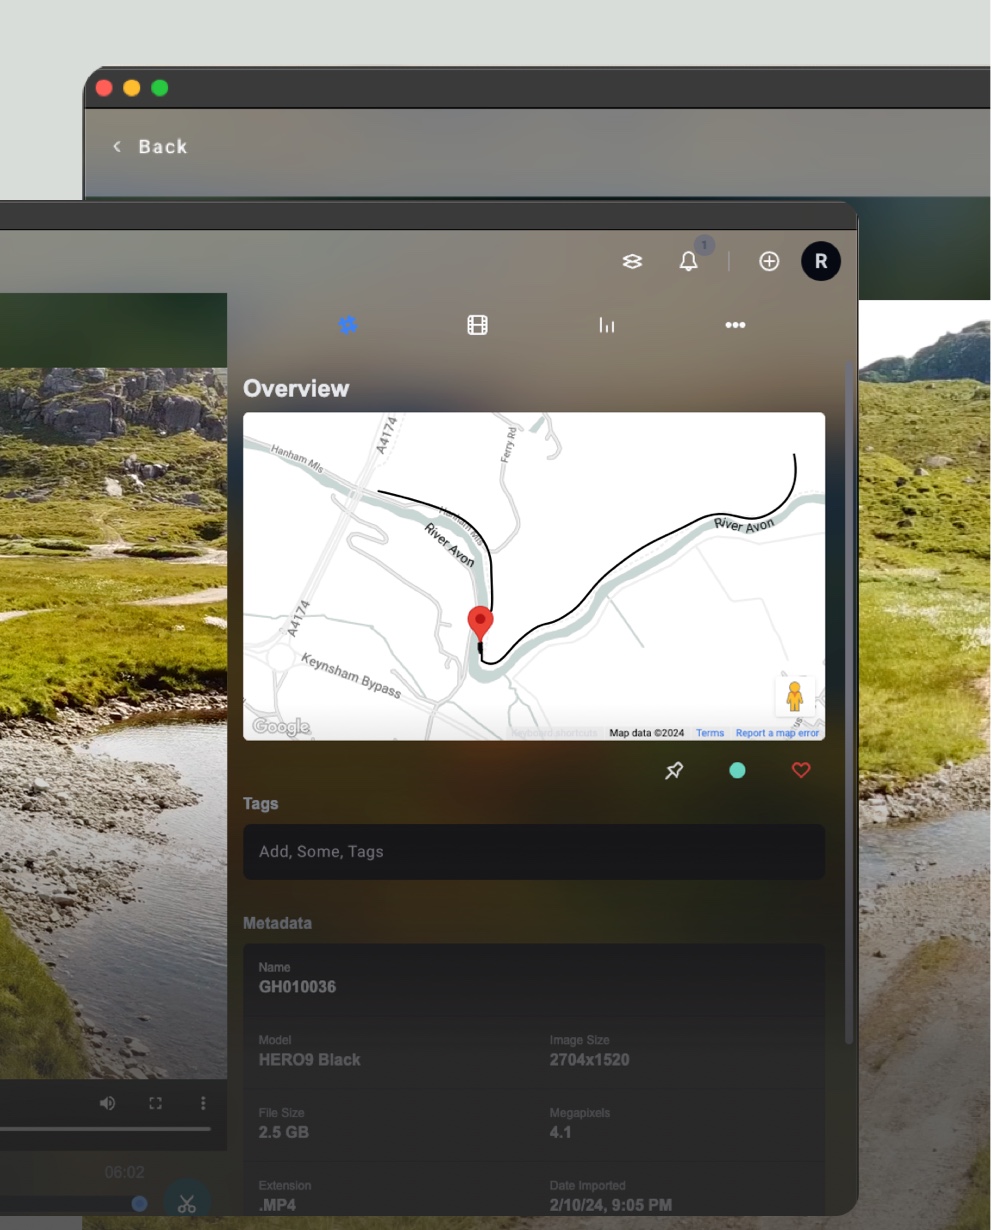 Back
1
R
Overview
A4174
Ferry Rd
Hanham Mls
Hanham Mls
River Avon
River Avon
A4174
Keynsham Bypass
Google
Keyboard shortcuts
Map data ©2024
Terms
Report a map error
Tags
Add, Some, Tags
Metadata
Name
GH010036
Model
Image Size
HERO9 Black
2704x1520
File Size
Megapixels
2.5 GB
4.1
06:02
Extension
Date Imported
.MP4
2/10/24, 9:05 PM